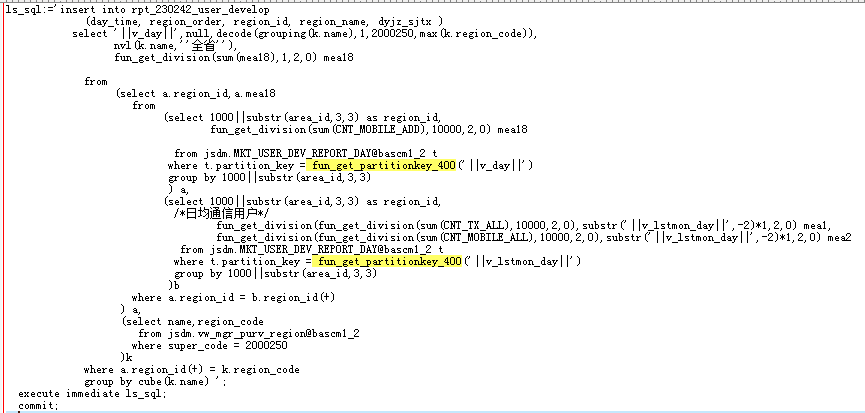 ls_sql:='insert into rpt_230242_user_develop
(day_time, region_order, region_id, region_name, dyjz_sjtx )
select '||v_day||',null,decode(grouping(k.name),1,2000250,max(k.region_code)),
nvl(k.name,''全省''),
fun_get_division(sum(mea18),1,2,0) mea18
from
(select a.region_id,a.mea18
from
(select 1000||substr(area_id,3,3) as region_id,
fun_get_division(sum(CNT_MOBILE_ADD),10000,2,0) mea18
from jsdm.MKT_USER_DEV_REPORT_DAY@bascm1_2 t
where t.partition_key = fun_get_partitionkey_400('||v_day||')
group by 1000||substr(area_id,3,3)
) a,
(select 1000||substr(area_id,3,3) as region_id,
/*日均通信用户*/
fun_get_division(fun_get_division(sum(CNT_TX_ALL),10000,2,0),substr('||v_lstmon_day||',-2)*1,2,0) mea1,
fun_get_division(fun_get_division(sum(CNT_MOBILE_ALL),10000,2,0),substr('||v_lstmon_day||',-2)*1,2,0) mea2
from jsdm.MKT_USER_DEV_REPORT_DAY@bascm1_2 t
where t.partition_key = fun_get_partitionkey_400('||v_lstmon_day||')
group by 1000||substr(area_id,3,3)
)b
where a.region_id = b.region_id(+)
) a,
(select name,region_code
from jsdm.vw_mgr_purv_region@bascm1_2
where super_code = 2000250
)k
where a.region_id(+) = k.region_code
group by cube(k.name) ';
execute immediate ls_sql;
commit;